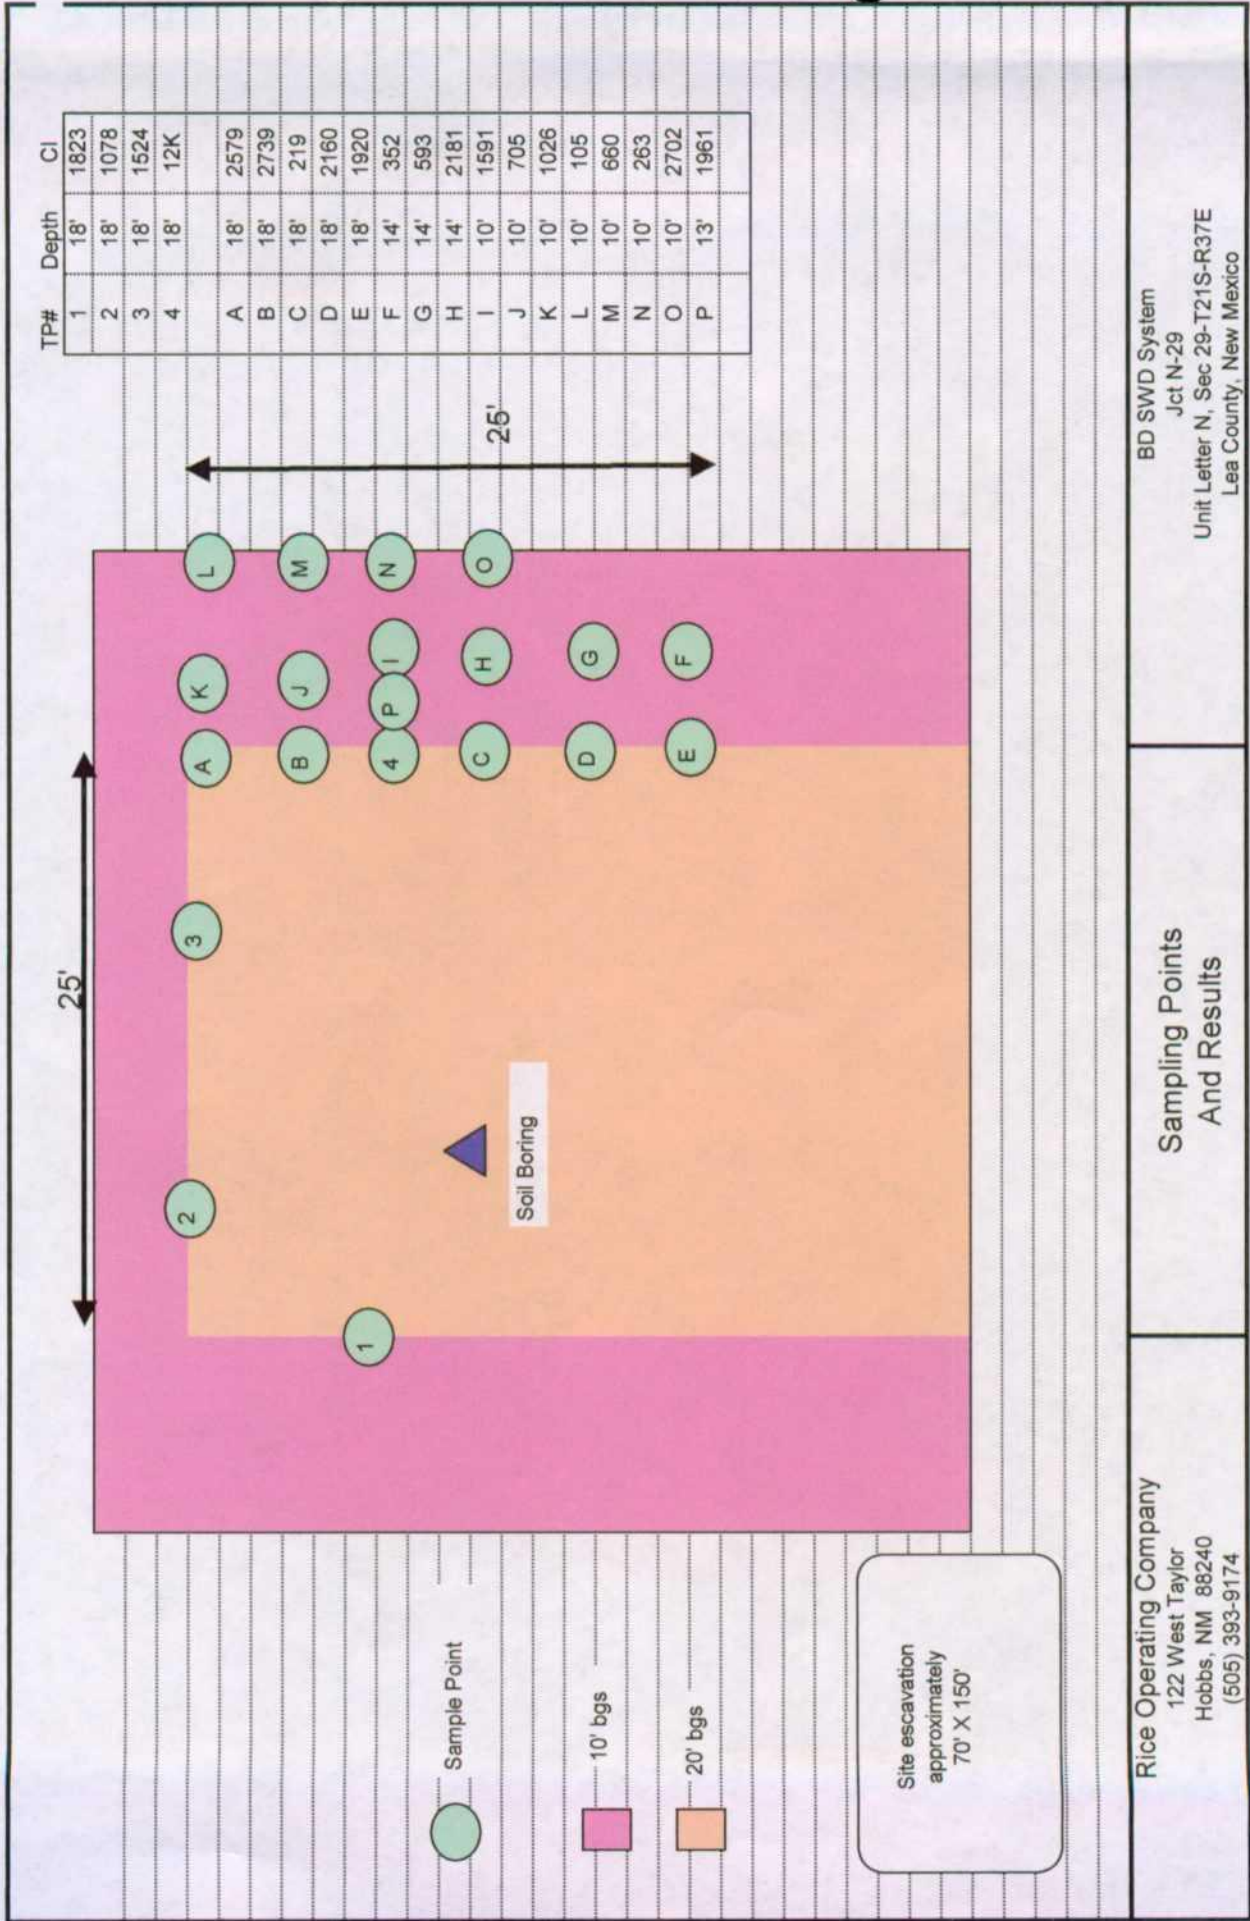 25'
TP# Depth Cl
1 18' 1823
2 18' 1078
3 18' 1524
4 18' 12K
A 18' 2579
B 18' 2739
C 18' 219
D 18' 2160
E 18' 1920
F 14' 352
G 14' 593
H 14' 2181
I 10' 1591
J 10' 705
K 10' 1026
L 10' 105
M 10' 660
N 10' 263
O 10' 2702
P 13' 1961
2 3 A K L
B J M
1 4 P I N
C H O
D G
E F
25'
Soil Boring
Sample Point
10' bgs
20' bgs
Site escavation
approximately
70' X 150'
Rice Operating Company
122 West Taylor
Hobbs, NM 88240
(505) 393-9174
Sampling Points
And Results
BD SWD System
Jct N-29
Unit Letter N, Sec 29-T21S-R37E
Lea County, New Mexico